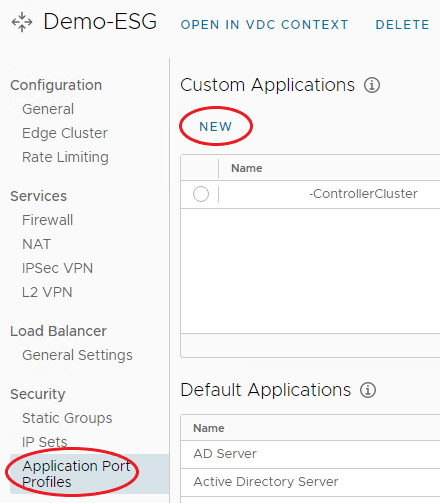 Demo-ESG OPEN IN VDC CONTEXT DELETE
Configuration
General
Edge Cluster
Rate Limiting
Services
Firewall
NAT
IPSec VPN
L2 VPN
Load Balancer
General Settings
Security
Static Groups
IP Sets
Application Port
Profiles
Custom Applications
NEW
Name
-ControllerCluster
Default Applications
Name
AD Server
Active Directory Server